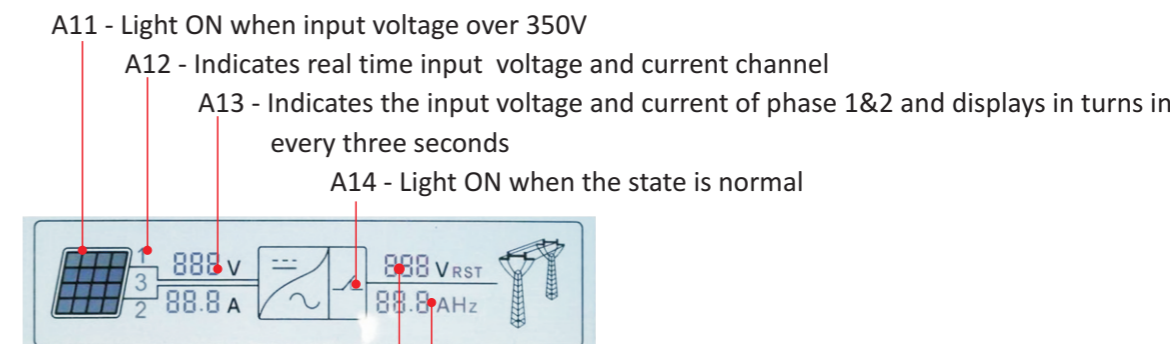 A11 - Light ON when input voltage over 350V
A12 - Indicates real time input  voltage and current channel
A13 - Indicates the input voltage and current of phase 1&2 and displays in turns in
every three seconds
A14 - Light ON when the state is normal
1
888 V
888 VRST
3
88.8 A
88.8 AHz
2